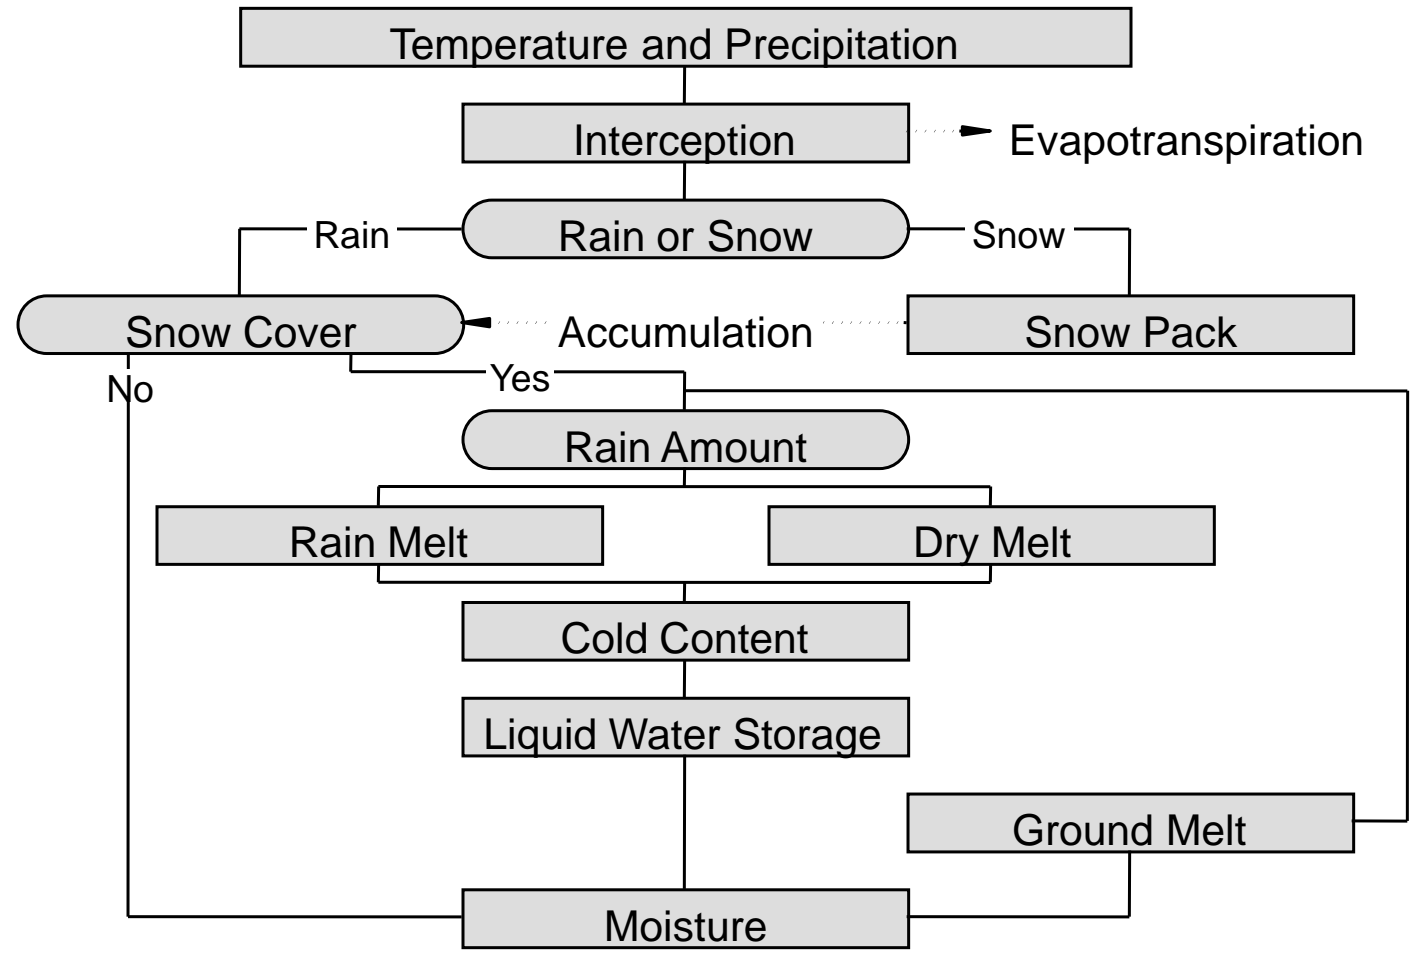 Temperature and Precipitation
Interception
Evapotranspiration
Rain
Rain or Snow
Snow
Snow Cover
Accumulation
Snow Pack
No
Yes
Rain Amount
Rain Melt
Dry Melt
Cold Content
Liquid Water Storage
Ground Melt
Moisture